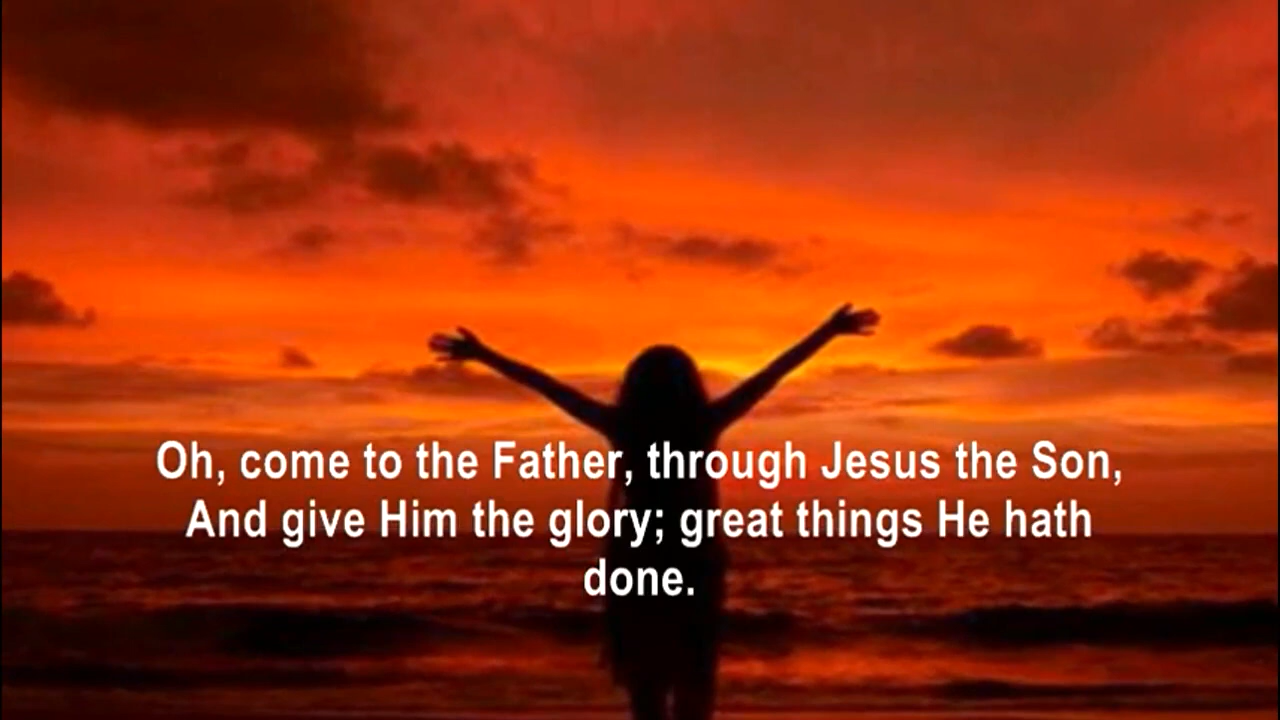 Oh, come to the Father, through Jesus the Son,
And give Him the glory; great things He hath
done.